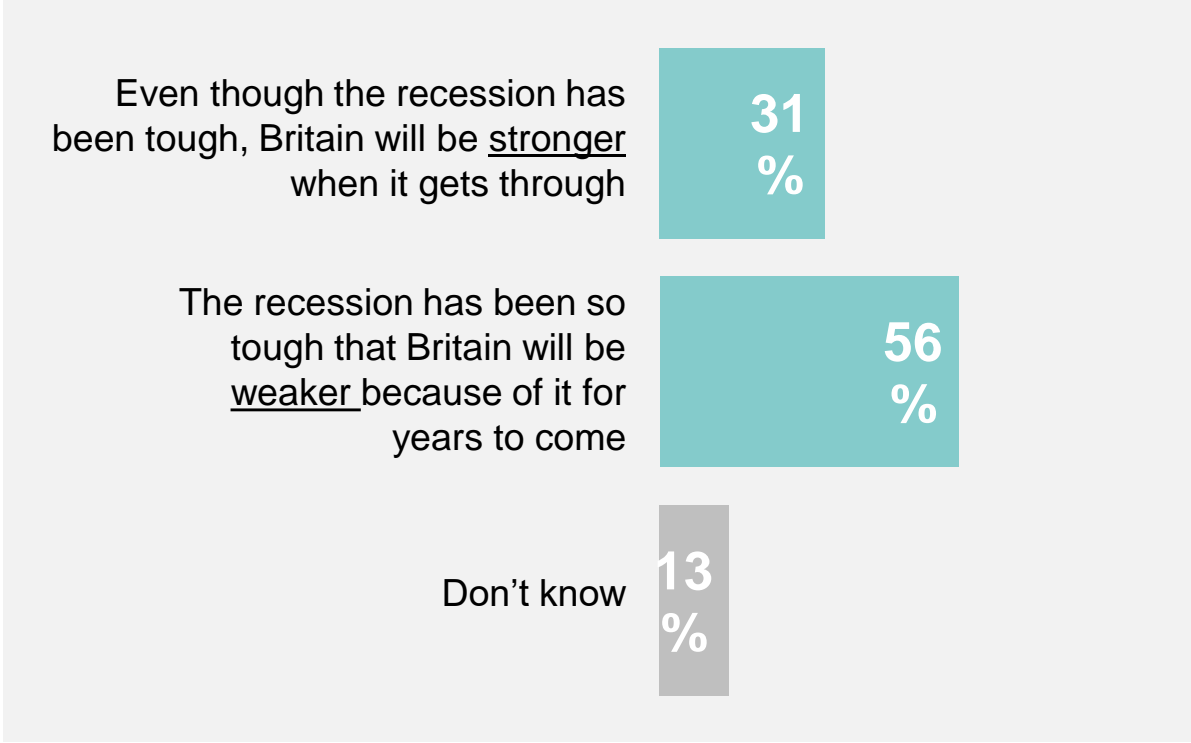 Even though the recession has
been tough, Britain will be stronger
when it gets through
31
%
The recession has been so
tough that Britain will be
weaker because of it for
years to come
56
%
Don’t know
13
%